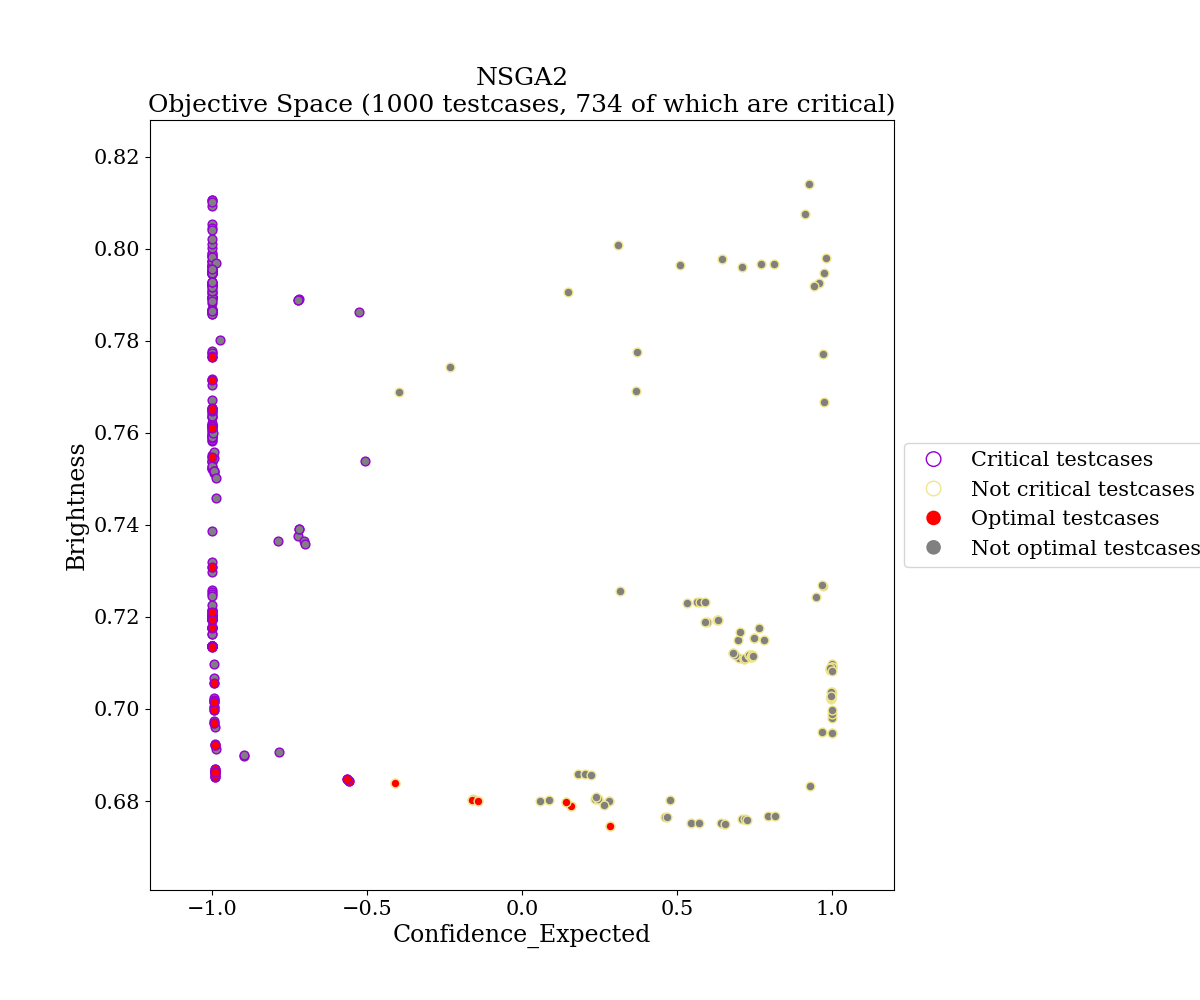 NSGA2
Objective Space (1000 testcases, 734 of which are critical)
0.82
0.80
0.78
0.76
0.74
0.72
0.70
0.68
Brightness
−1.0
−0.5
0.0
0.5
1.0
Confidence_Expected
Critical testcases
Not critical testcases
Optimal testcases
Not optimal testcases